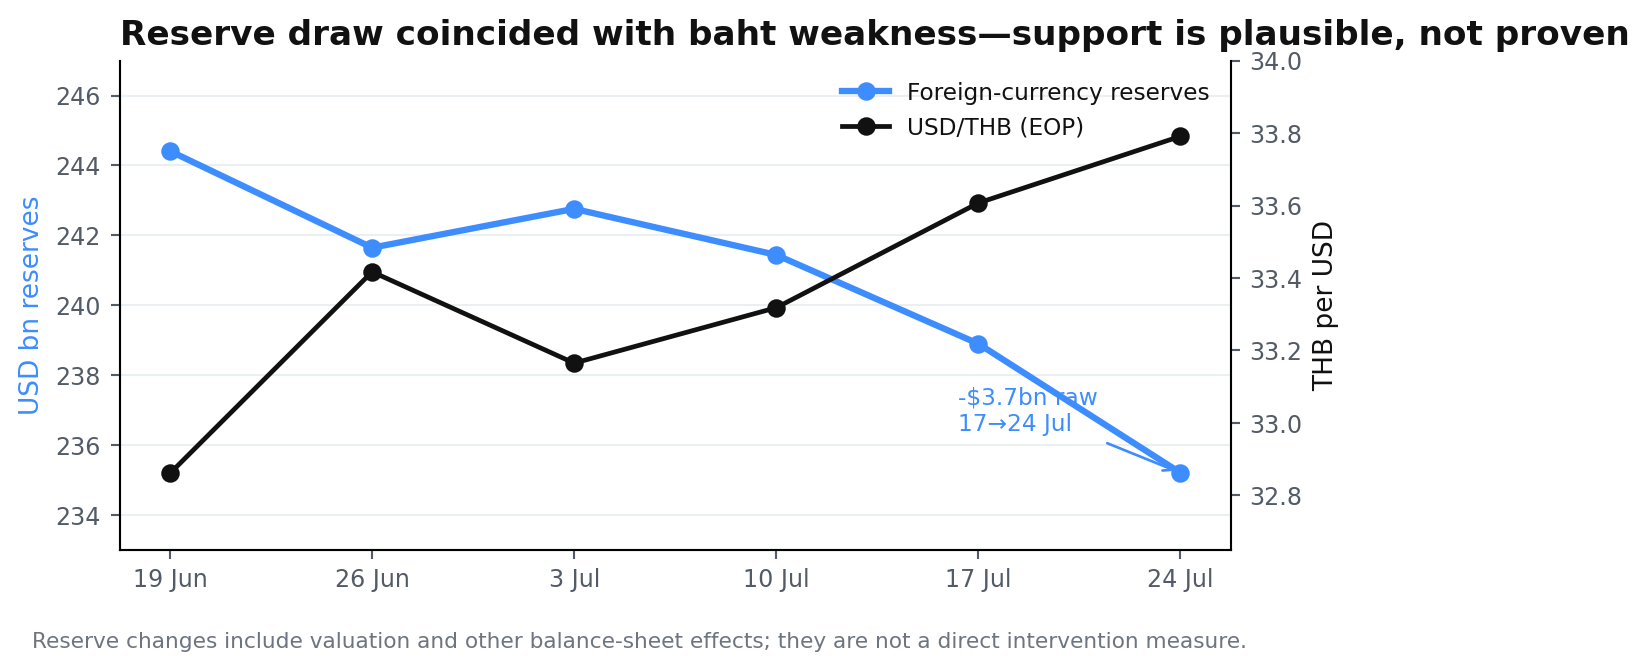 Reserve draw coincided with baht weakness—support is plausible, not proven
34.0
246
Foreign-currency reserves
USD/THB (EOP)
33.8
244
33.6
242
33.4
240
33.2
238
-$3.7bn raw
17→24 Jul
33.0
236
32.8
234
USD bn reserves
THB per USD
19 Jun
26 Jun
3 Jul
10 Jul
17 Jul
24 Jul
Reserve changes include valuation and other balance-sheet effects; they are not a direct intervention measure.